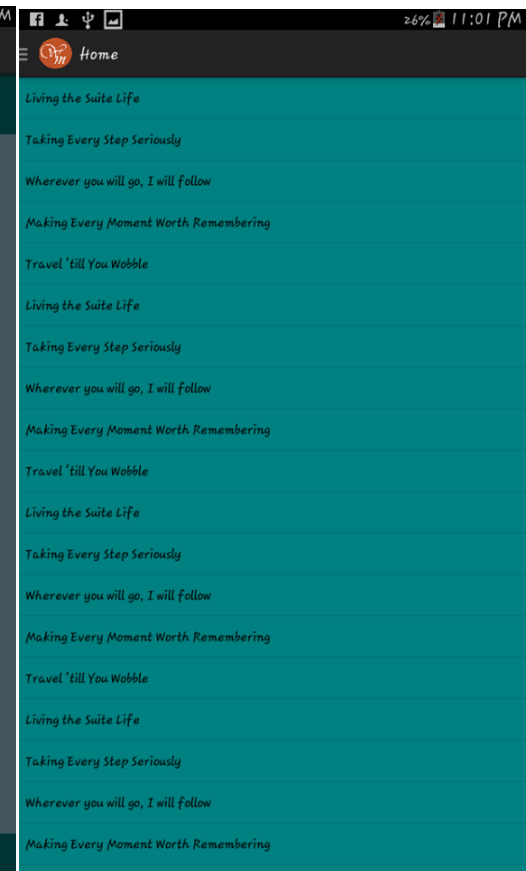 M
26% 11:01 PM
Home
Living the Suite Life
Taking Every Step Seriously
Wherever you will go, I will follow
Making Every Moment Worth Remembering
Travel 'till You Wobble
Living the Suite Life
Taking Every Step Seriously
Wherever you will go, I will follow
Making Every Moment Worth Remembering
Travel 'till You Wobble
Living the Suite Life
Taking Every Step Seriously
Wherever you will go, I will follow
Making Every Moment Worth Remembering
Travel 'till You Wobble
Living the Suite Life
Taking Every Step Seriously
Wherever you will go, I will follow
Making Every Moment Worth Remembering